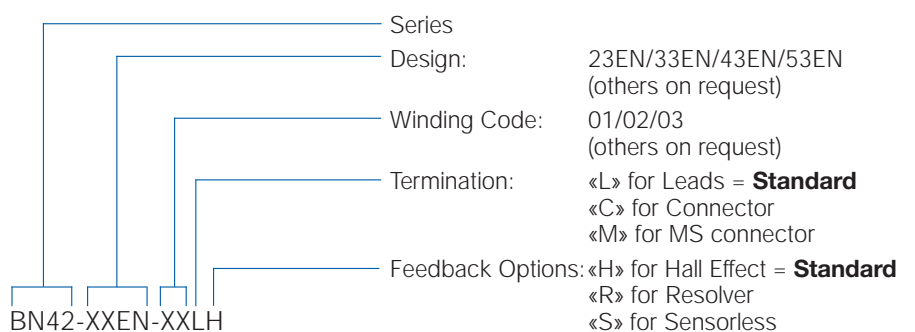 Series
Design: 23EN/33EN/43EN/53EN
(others on request)
Winding Code: 01/02/03
(others on request)
Termination: «L» for Leads = Standard
«C» for Connector
«M» for MS connector
Feedback Options: «H» for Hall Effect = Standard
«R» for Resolver
BN42-XXEN-XXLH «S» for Sensorless